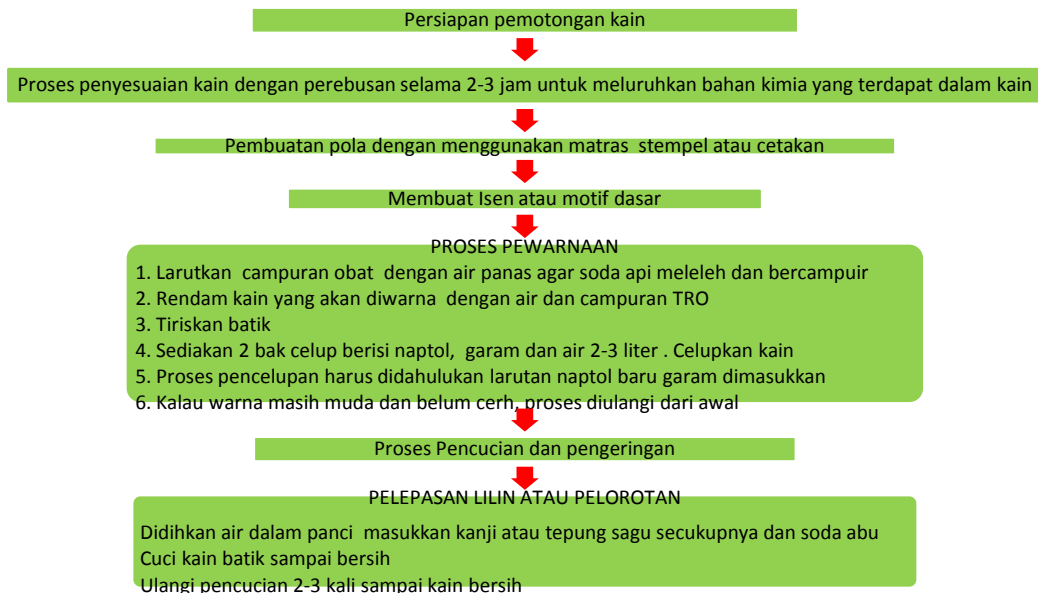 Persiapan pemotongan kain
Proses penyesuaian kain dengan perebusan selama 2-3 jam untuk meluruhkan bahan kimia yang terdapat dalam kain
Pembuatan pola dengan menggunakan matras stempel atau cetakan
Membuat Isen atau motif dasar
PROSES PEWARNAAN
1. Larutkan campuran obat dengan air panas agar soda api meleleh dan bercampuir
2. Rendam kain yang akan diwarna dengan air dan campuran TRO
3. Tiriskan batik
4. Sediakan 2 bak celup berisi naptol, garam dan air 2-3 liter . Celupkan kain
5. Proses pencelupan harus didahulukan larutan naptol baru garam dimasukkan
6. Kalau warna masih muda dan belum cerh, proses diulangi dari awal
Proses Pencucian dan pengeringan
PELEPASAN LILIN ATAU PELOROTAN
Didihkan air dalam panci masukkan kanji atau tepung sagu secukupnya dan soda abu
Cuci kain batik sampai bersih
Ulangi pencucian 2-3 kali sampai kain bersih